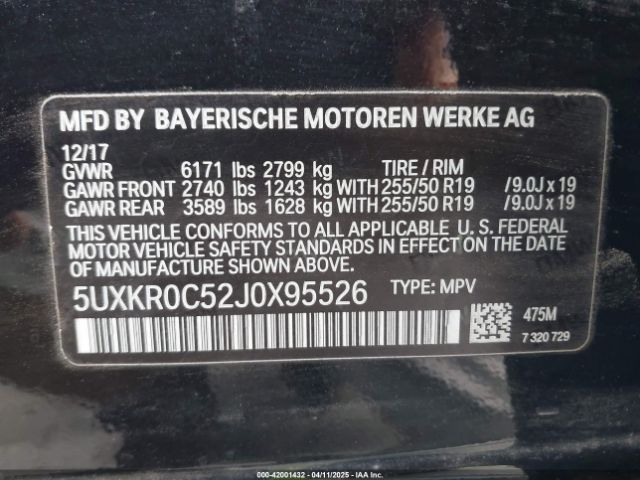 MFD BY BAYERISCHE MOTOREN WERKE AG
12/17
GVWR 6171 lbs 2799 kg TIRE / RIM
GAWR FRONT 2740 lbs 1243 kg WITH 255/50 R19 /9.0J x 19
GAWR REAR 3589 lbs 1628 kg WITH 255/50 R19 /9.0J x 19
THIS VEHICLE CONFORMS TO ALL APPLICABLE U. S. FEDERAL
MOTOR VEHICLE SAFETY STANDARDS IN EFFECT ON THE DATE
OF MANUFACTURE SHOWN ABOVE.
5UXKR0C52J0X95526 TYPE: MPV
475M
7 320 729
000-42001432 - 04/11/2025 - IAA Inc.